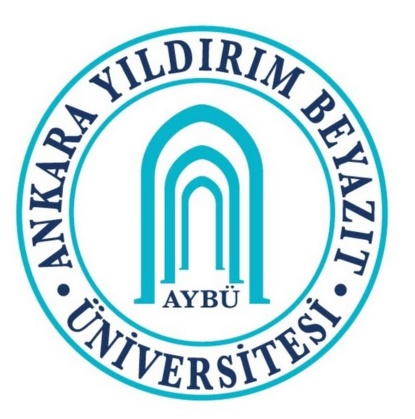 ANKARA YILDIRIM BEYAZIT
AYBÜ
• ÜNİVERSİTESİ •